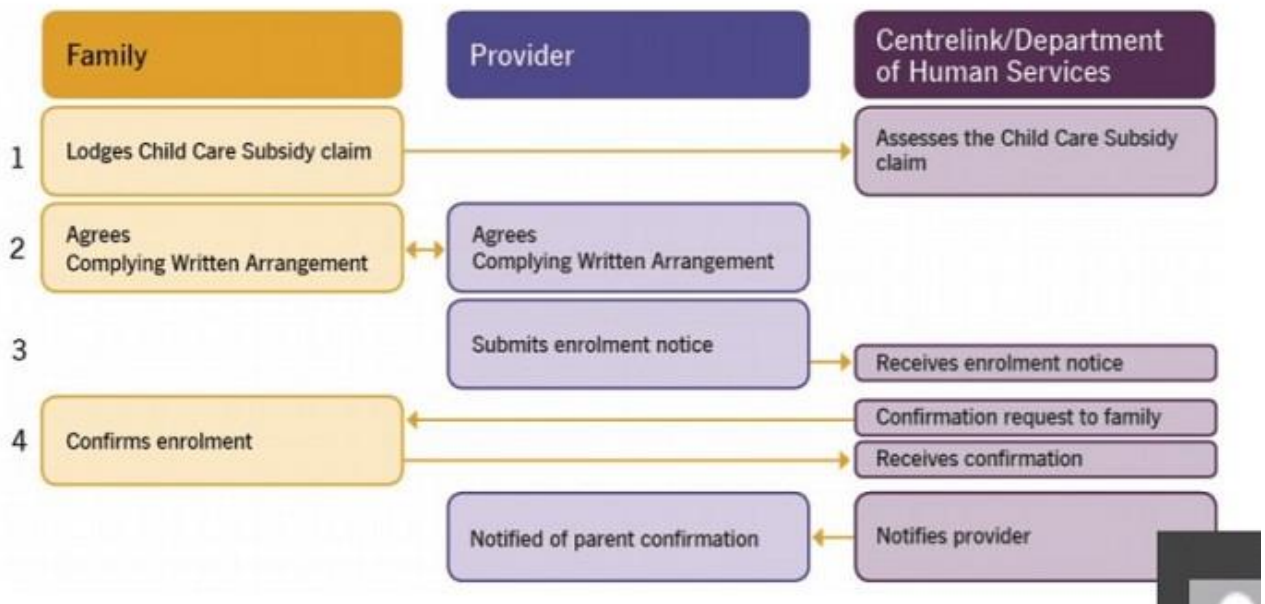 Family
Provider
Centrelink/Department
of Human Services
1
Lodges Child Care Subsidy claim
Assesses the Child Care Subsidy
claim
2
Agrees
Complying Written Arrangement
Agrees
Complying Written Arrangement
3
Submits enrolment notice
Receives enrolment notice
4
Confirms enrolment
Confirmation request to family
Receives confirmation
Notified of parent confirmation
Notifies provider